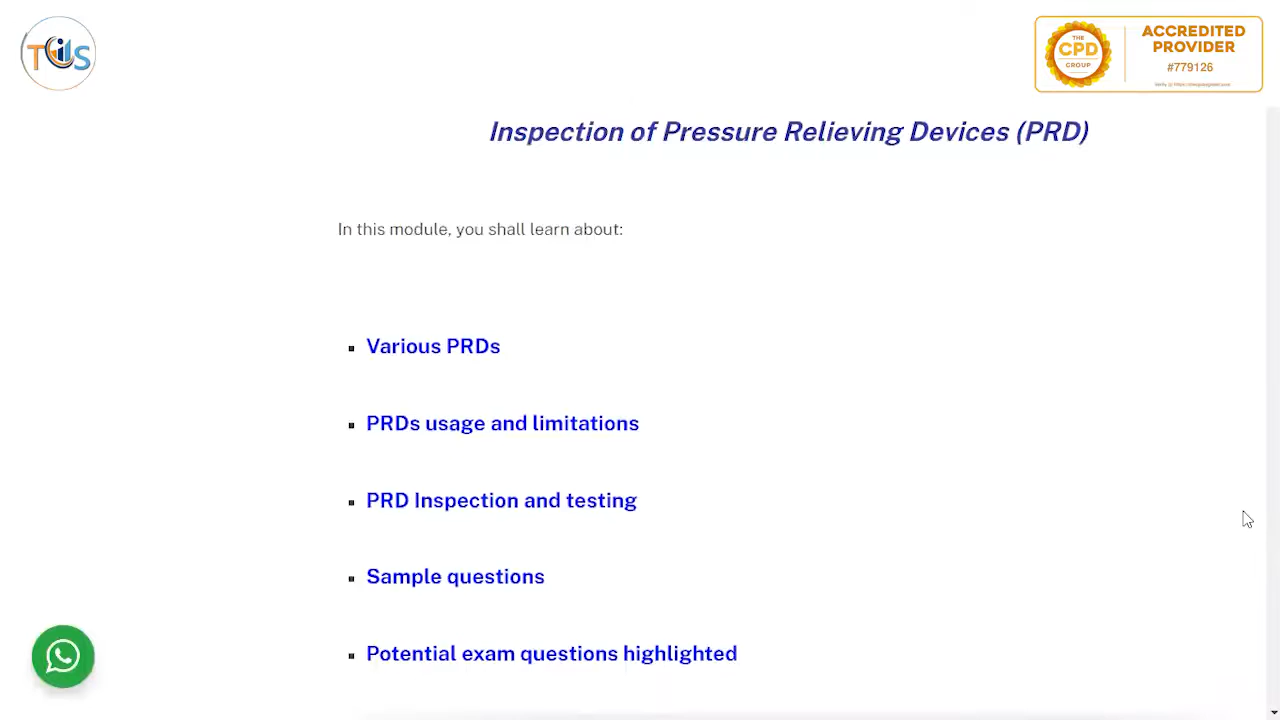 TCIS
THE
CPD
GROUP
ACCREDITED
PROVIDER
#779126
Inspection of Pressure Relieving Devices (PRD)
In this module, you shall learn about:
Various PRDs
PRDs usage and limitations
PRD Inspection and testing
Sample questions
Potential exam questions highlighted